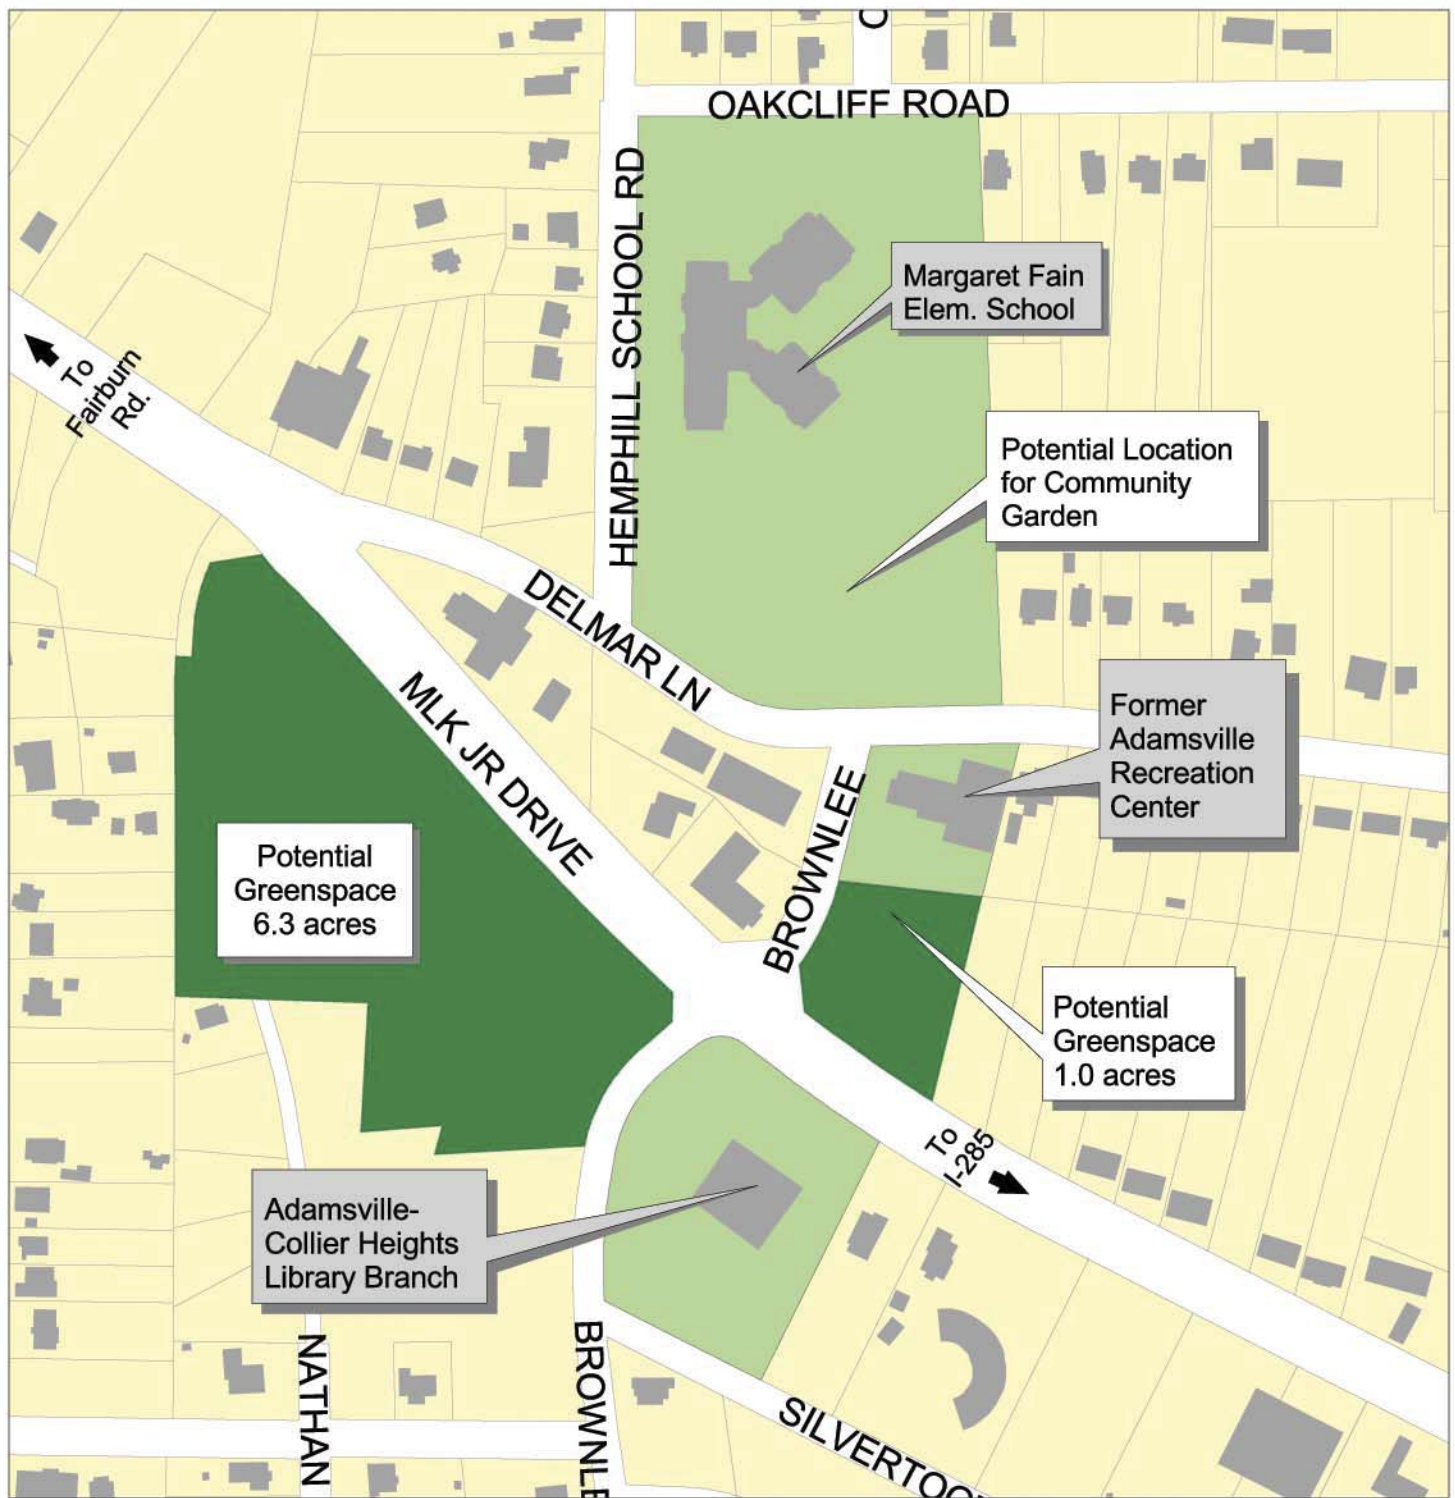 OAKCLIFF ROAD
HEMPHILL SCHOOL RD
Margaret Fain
Elem. School
To
Fairburn
Rd.
Potential Location
for Community
Garden
DELMAR LN
MLK JR DRIVE
Former
Adamsville
Recreation
Center
BROWNLEE
Potential
Greenspace
6.3 acres
Potential
Greenspace
1.0 acres
To
I-285
Adamsville-
Collier Heights
Library Branch
NATHAN
BROWNLE
SILVERTO